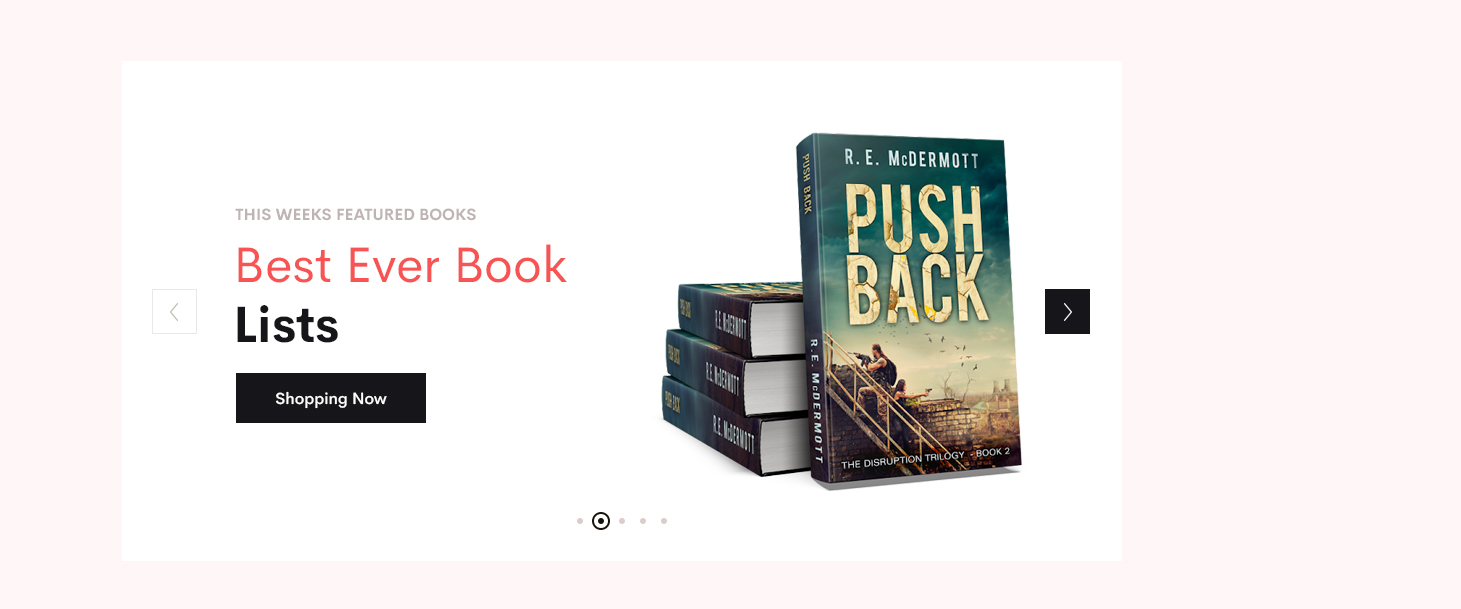 THIS WEEKS FEATURED BOOKS
Best Ever Book
Lists
Shopping Now
R. E. McDERMOTT
PUSH
BACK
THE DISRUPTION TRILOGY - BOOK 2
PUSH BACK
R. E. McDERMOTT
PUSH BACK
R.E. McDERMOTT
PUSH BACK
R.E. McDERMOTT
PUSH BACK
R.E. McDERMOTT